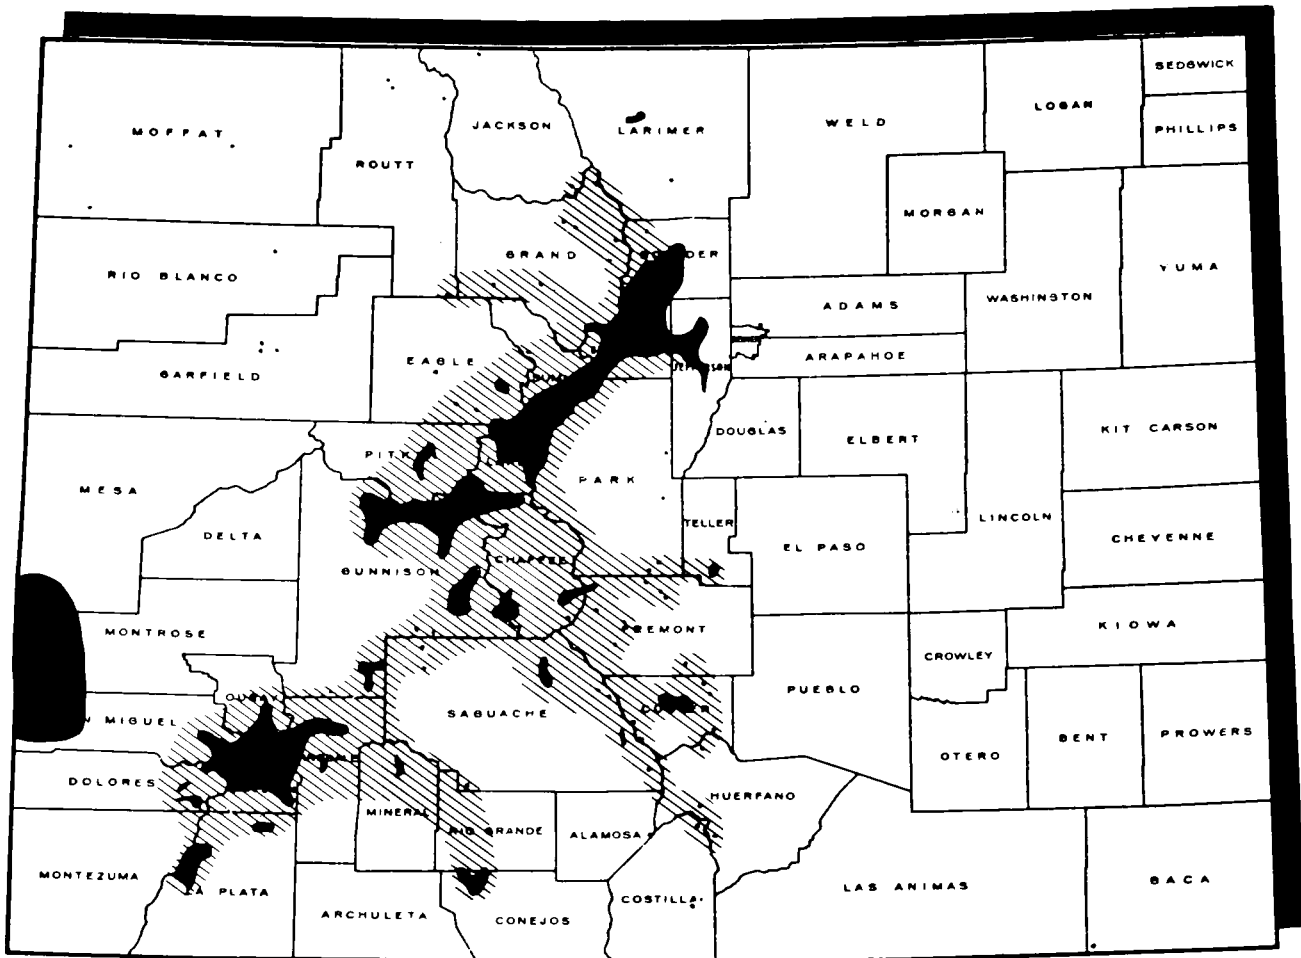 SEDGWICK
LOGAN
JACKSON
LARIMER
WELD
PHILLIPS
MOFFAT
ROUTT
MORGAN
GRAND
YUMA
RIO BLANCO
WASHINGTON
ADAMS
ARAPAHOE
EAGLE
GARFIELD
JEFFERSON
DOUGLAS
ELBERT
KIT CARSON
PARK
MESA
TELLER
LINCOLN
DELTA
EL PASO
CHEYENNE
CHAFFEE
GUNNISON
KIOWA
MONTROSE
FREMONT
CROWLEY
PUEBLO
OURAY
SAGUACHE
MIGUEL
BENT
PROWERS
OTERO
DOLORES
HUERFANO
MINERAL
RIO GRANDE
ALAMOSA
MONTEZUMA
LA PLATA
LAS ANIMAS
BACA
COSTILLA
ARCHULETA
CONEJOS